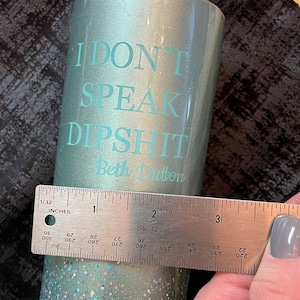 I DON'T
SPEAK
DIPSHIT
-Beth Dutton
1/32
INCHES 1 2 3